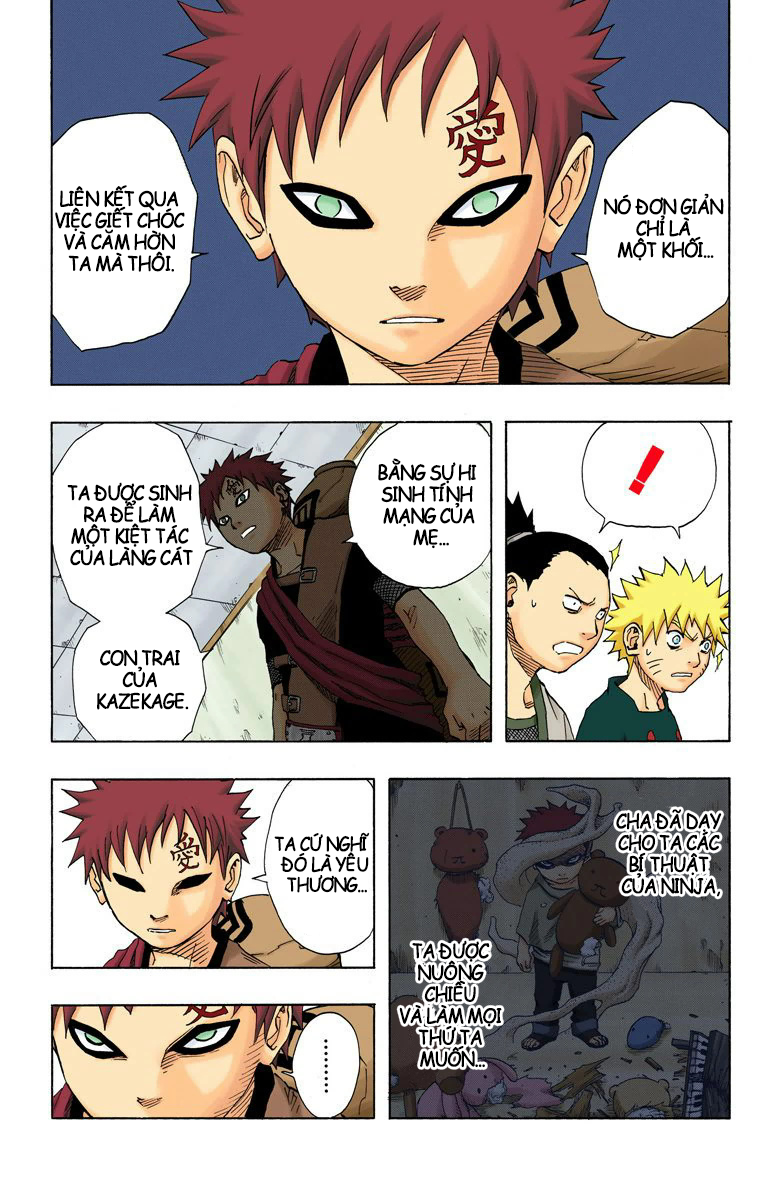 NÓ ĐƠN GIẢN
CHỈ LÀ
MỘT KHỐI...
愛
LIÊN KẾT QUA
VIỆC GIẾT CHÓC
VÀ CĂM HỜN
TA MÀ THÔI.
!
BẰNG SỰ HI
SINH TÍNH
MẠNG CỦA
MẸ...
TA ĐƯỢC SINH
RA ĐỂ LÀM
MỘT KIỆT TÁC
CỦA LÀNG CÁT
CON TRAI
CỦA
KAZEKAGE.
CHA ĐÃ DẠY
CHO TA CÁC
BÍ THUẬT
CỦA NINJA,
TA ĐƯỢC
NUÔNG
CHIỀU
VÀ LÀM MỌI
THỨ TA
MUỐN...
TA CỨ NGHĨ
ĐÓ LÀ YÊU
THƯƠNG...
愛
.........